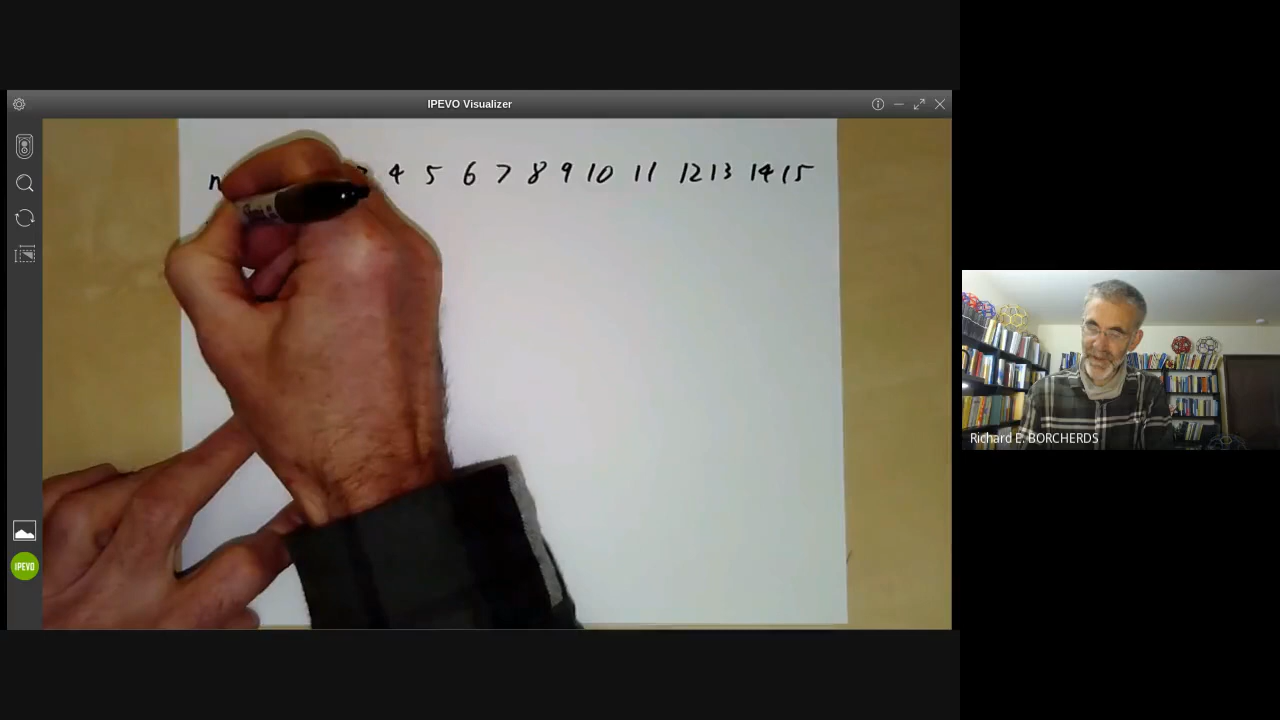 IPEVO Visualizer
n 4 5 6 7 8 9 10 11 12 13 14 15
IPEVO
Richard E. BORCHERDS